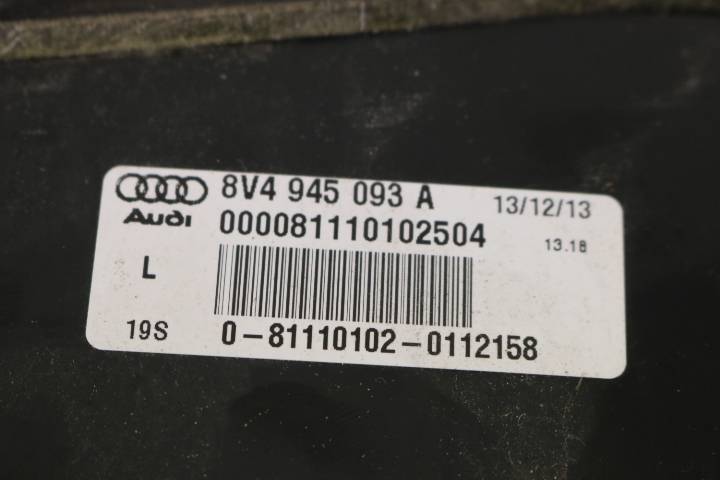 8V4 945 093 A 13/12/13
Audi 000081110102504 13.18
L
19S 0-81110102-0112158